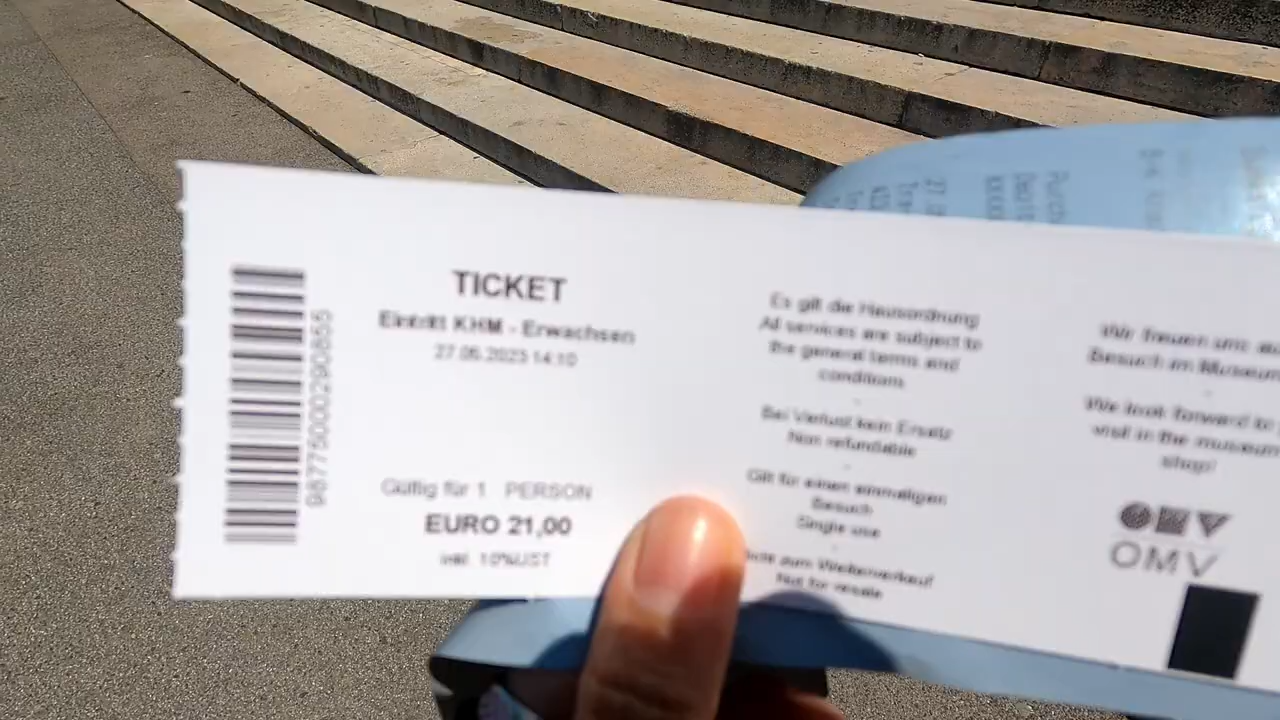 TICKET
Eintritt KHM - Erwachsen
27.06.2023 14:10
Gültig für 1 PERSON
EURO 21,00
inkl. 10%UST
98775000290855
Es gilt die Hausordnung
All services are subject to
the general terms and
conditions
-
Bei Verlust kein Ersatz
Non refundable
-
Gilt für einen einmaligen
Besuch
Single use
-
zum Weiterverkauf
Not for resale
Wir freuen uns
Besuch im Museum
-
We look forward to
visit in the museum
shop!
OMV